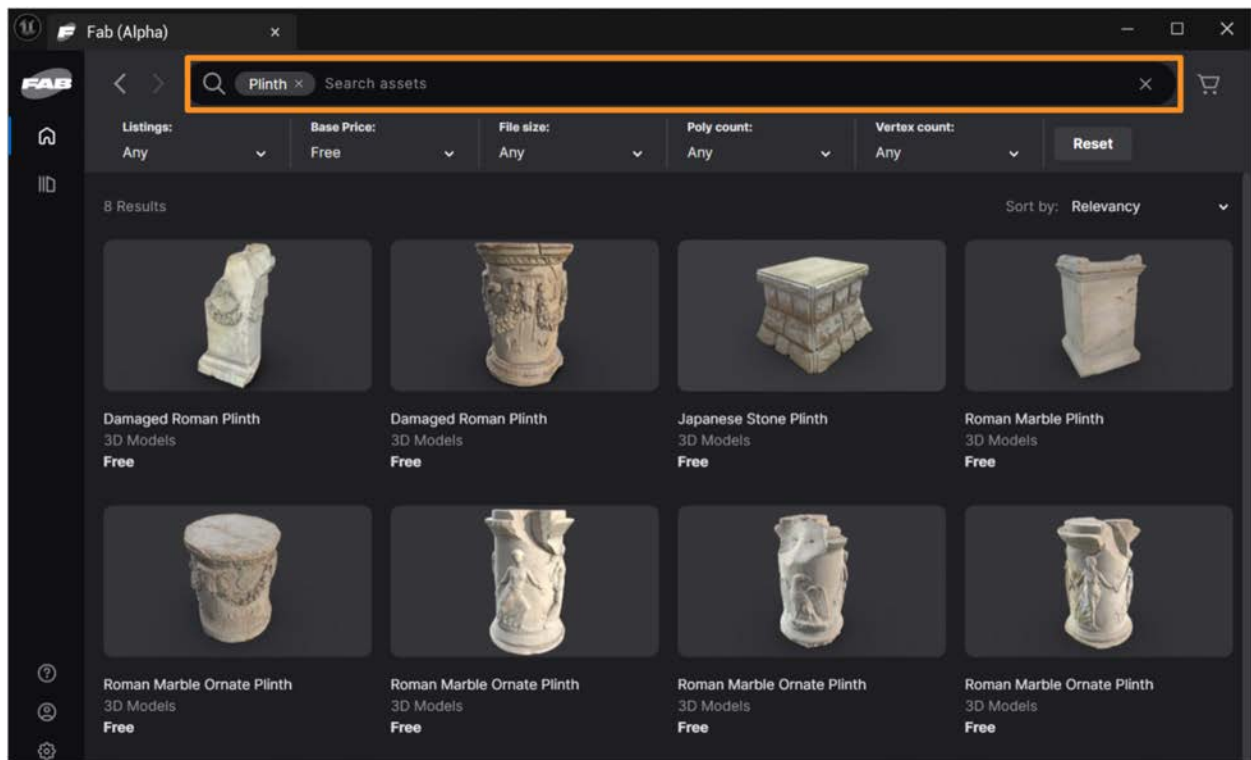 Fab (Alpha)
FAB
Plinth × Search assets
Listings: Base Price: File size: Poly count: Vertex count:
Any Free Any Any Any Reset
8 Results Sort by: Relevancy
Damaged Roman Plinth Damaged Roman Plinth Japanese Stone Plinth Roman Marble Plinth
3D Models 3D Models 3D Models 3D Models
Free Free Free Free
Roman Marble Ornate Plinth Roman Marble Ornate Plinth Roman Marble Ornate Plinth Roman Marble Ornate Plinth
3D Models 3D Models 3D Models 3D Models
Free Free Free Free